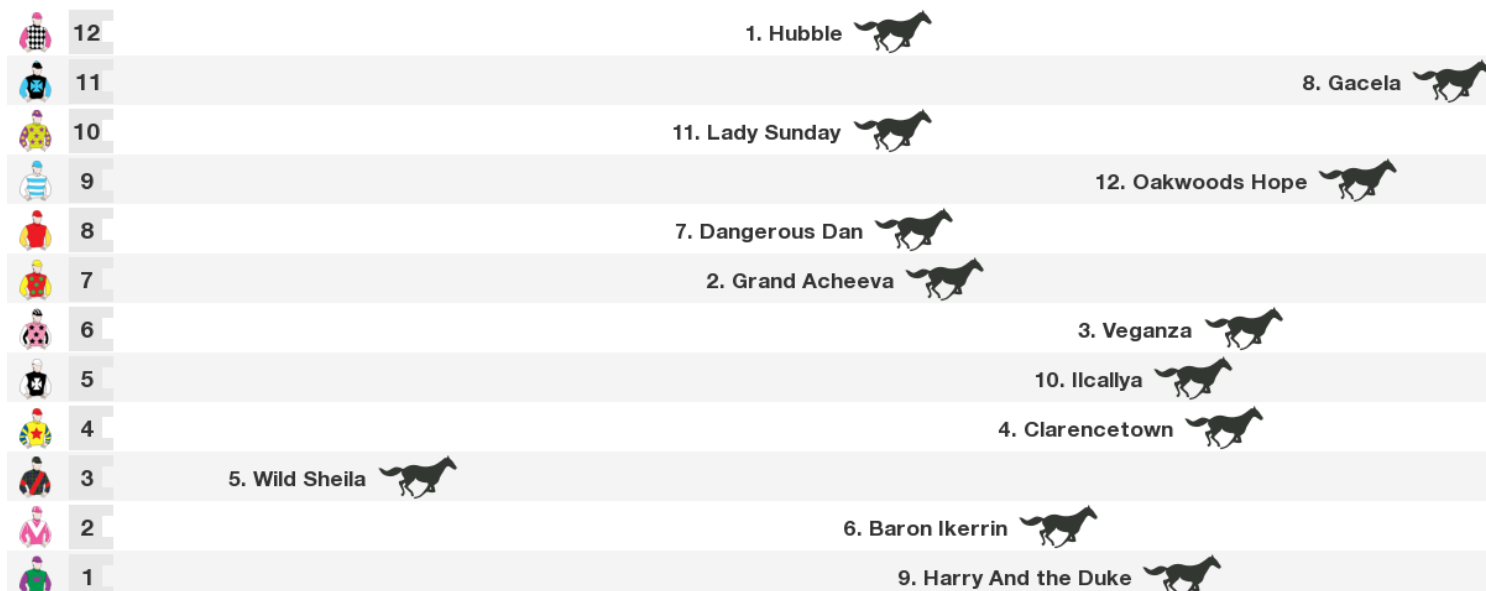 12 1. Hubble
11 8. Gacela
10 11. Lady Sunday
9 12. Oakwoods Hope
8 7. Dangerous Dan
7 2. Grand Acheeva
6 3. Veganza
5 10. Ilcallya
4 4. Clarencetown
3 5. Wild Sheila
2 6. Baron Ikerrin
1 9. Harry And the Duke